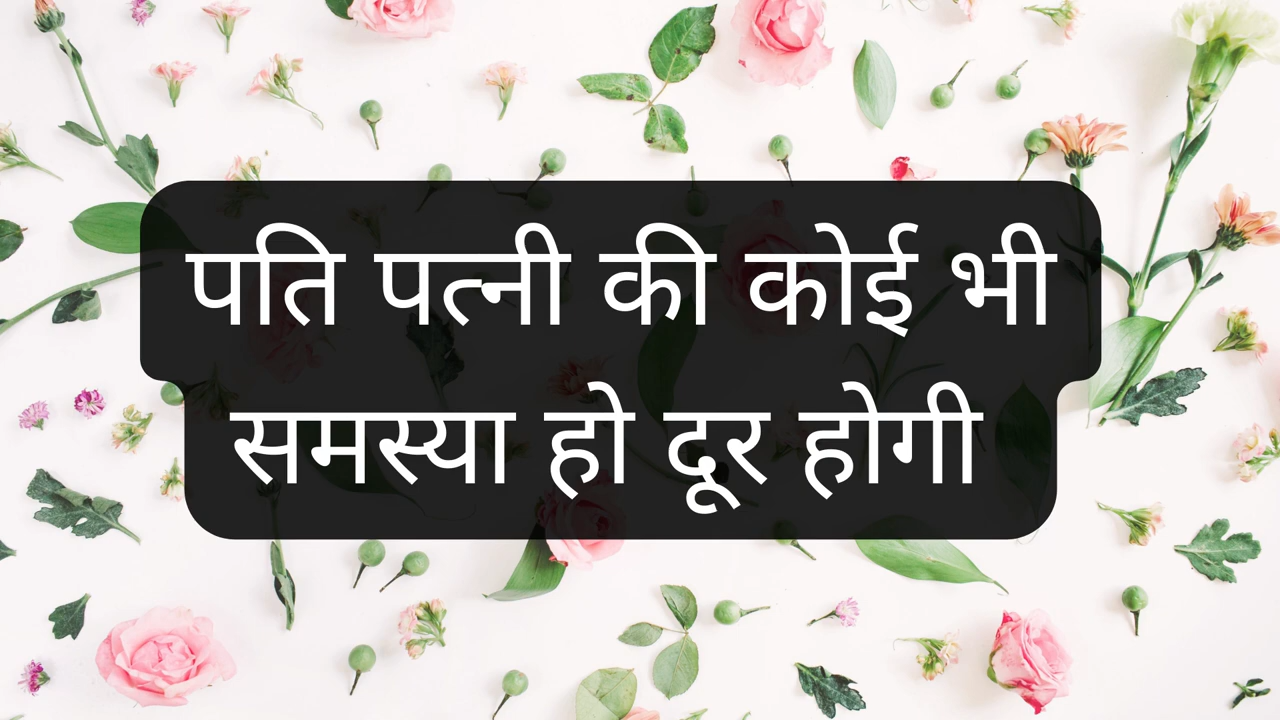 पति पत्नी की कोई भी
समस्या हो दूर होगी